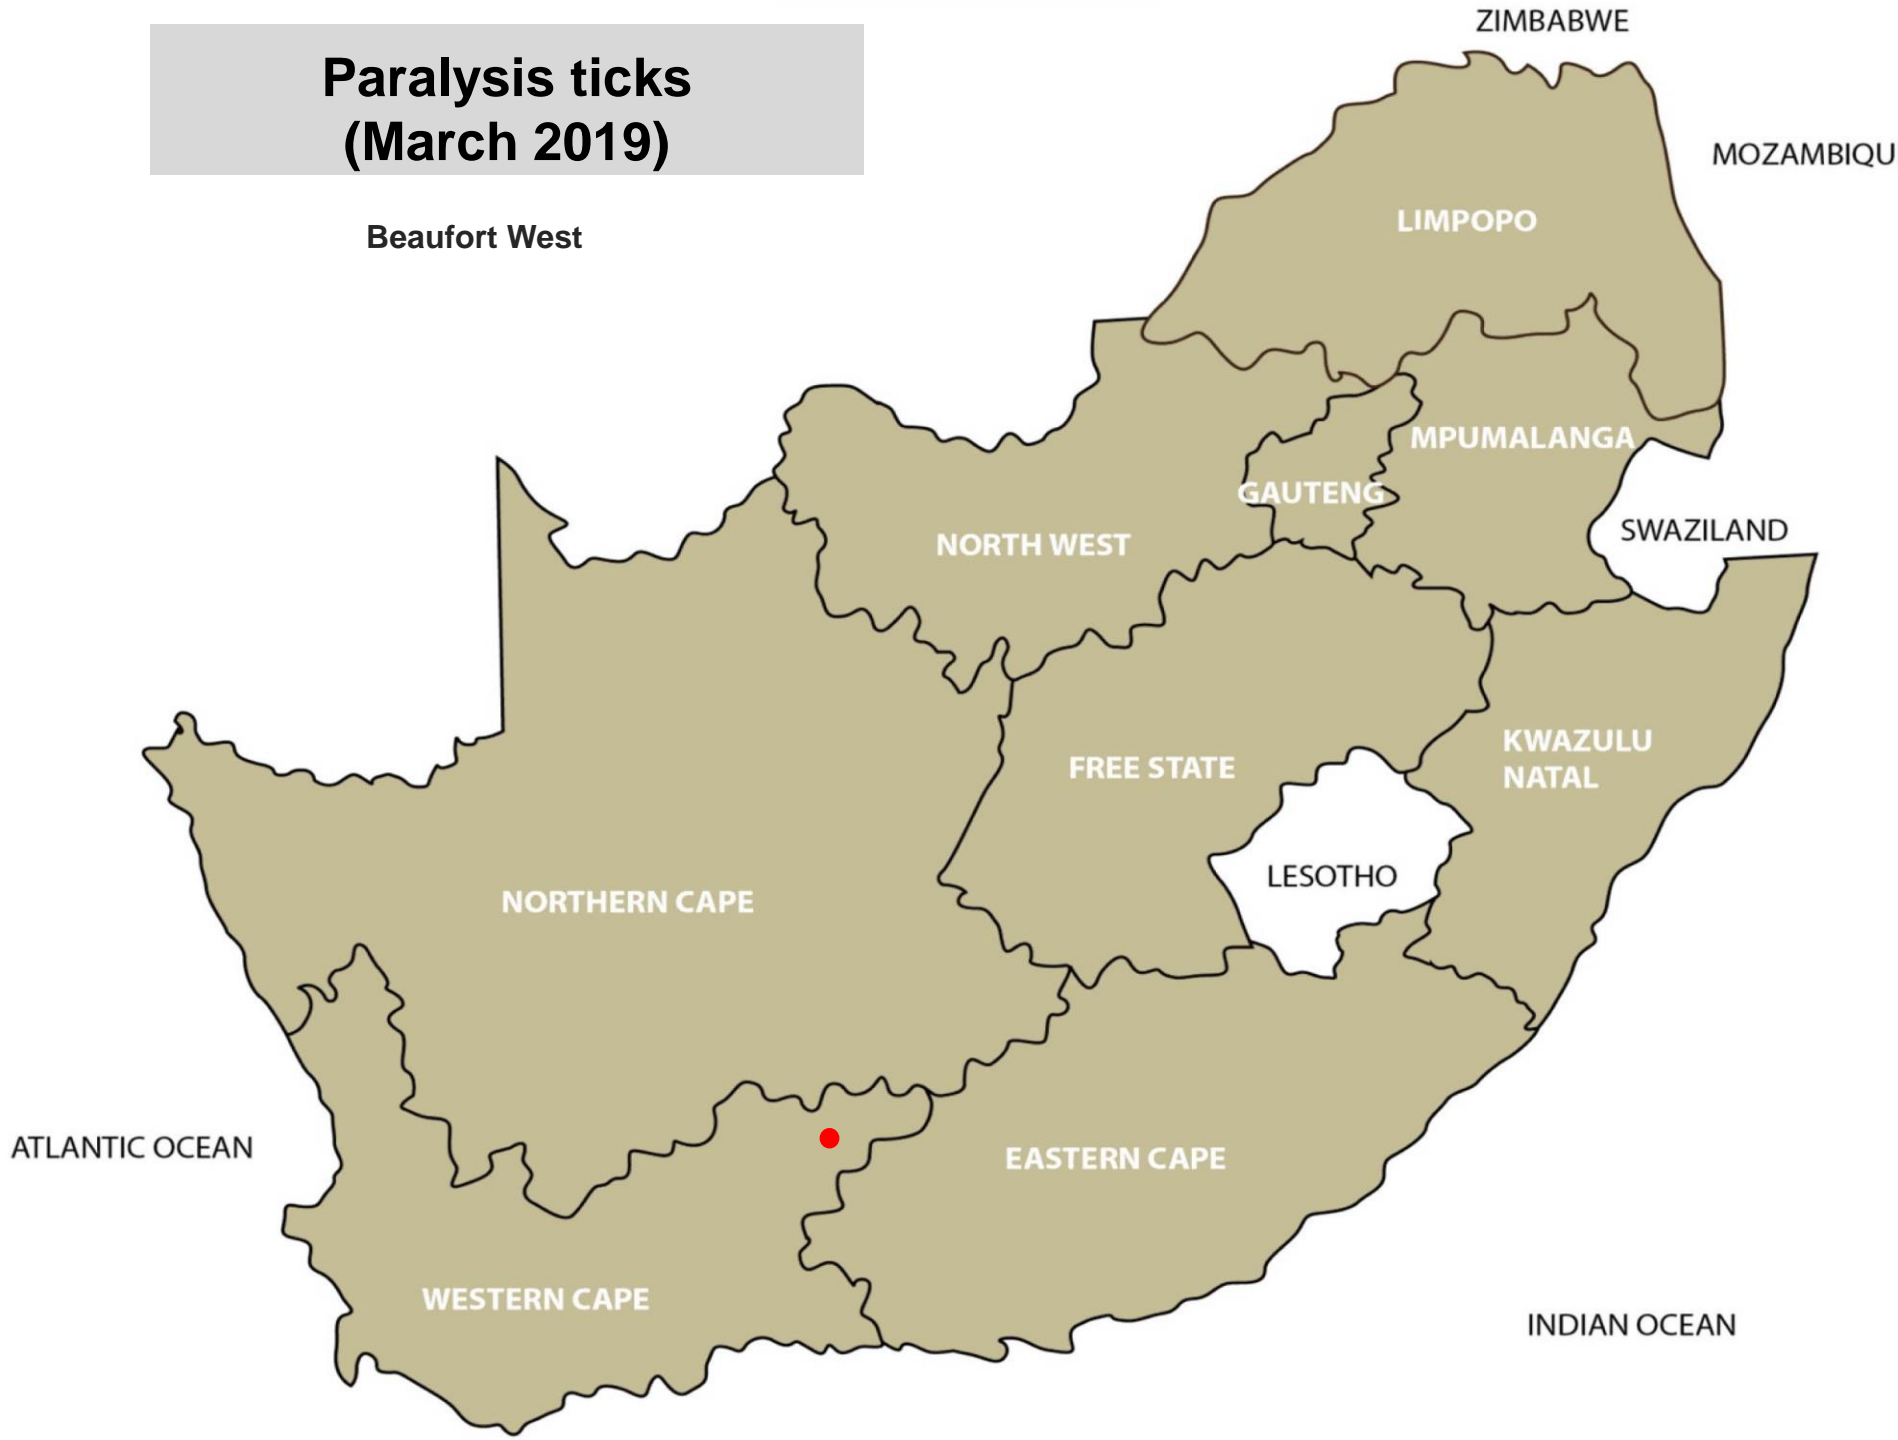 Paralysis ticks
(March 2019)
Beaufort West
ZIMBABWE
MOZAMBIQU
LIMPOPO
MPUMALANGA
GAUTENG
NORTH WEST
SWAZILAND
KWAZULU
NATAL
FREE STATE
LESOTHO
NORTHERN CAPE
ATLANTIC OCEAN
EASTERN CAPE
WESTERN CAPE
INDIAN OCEAN